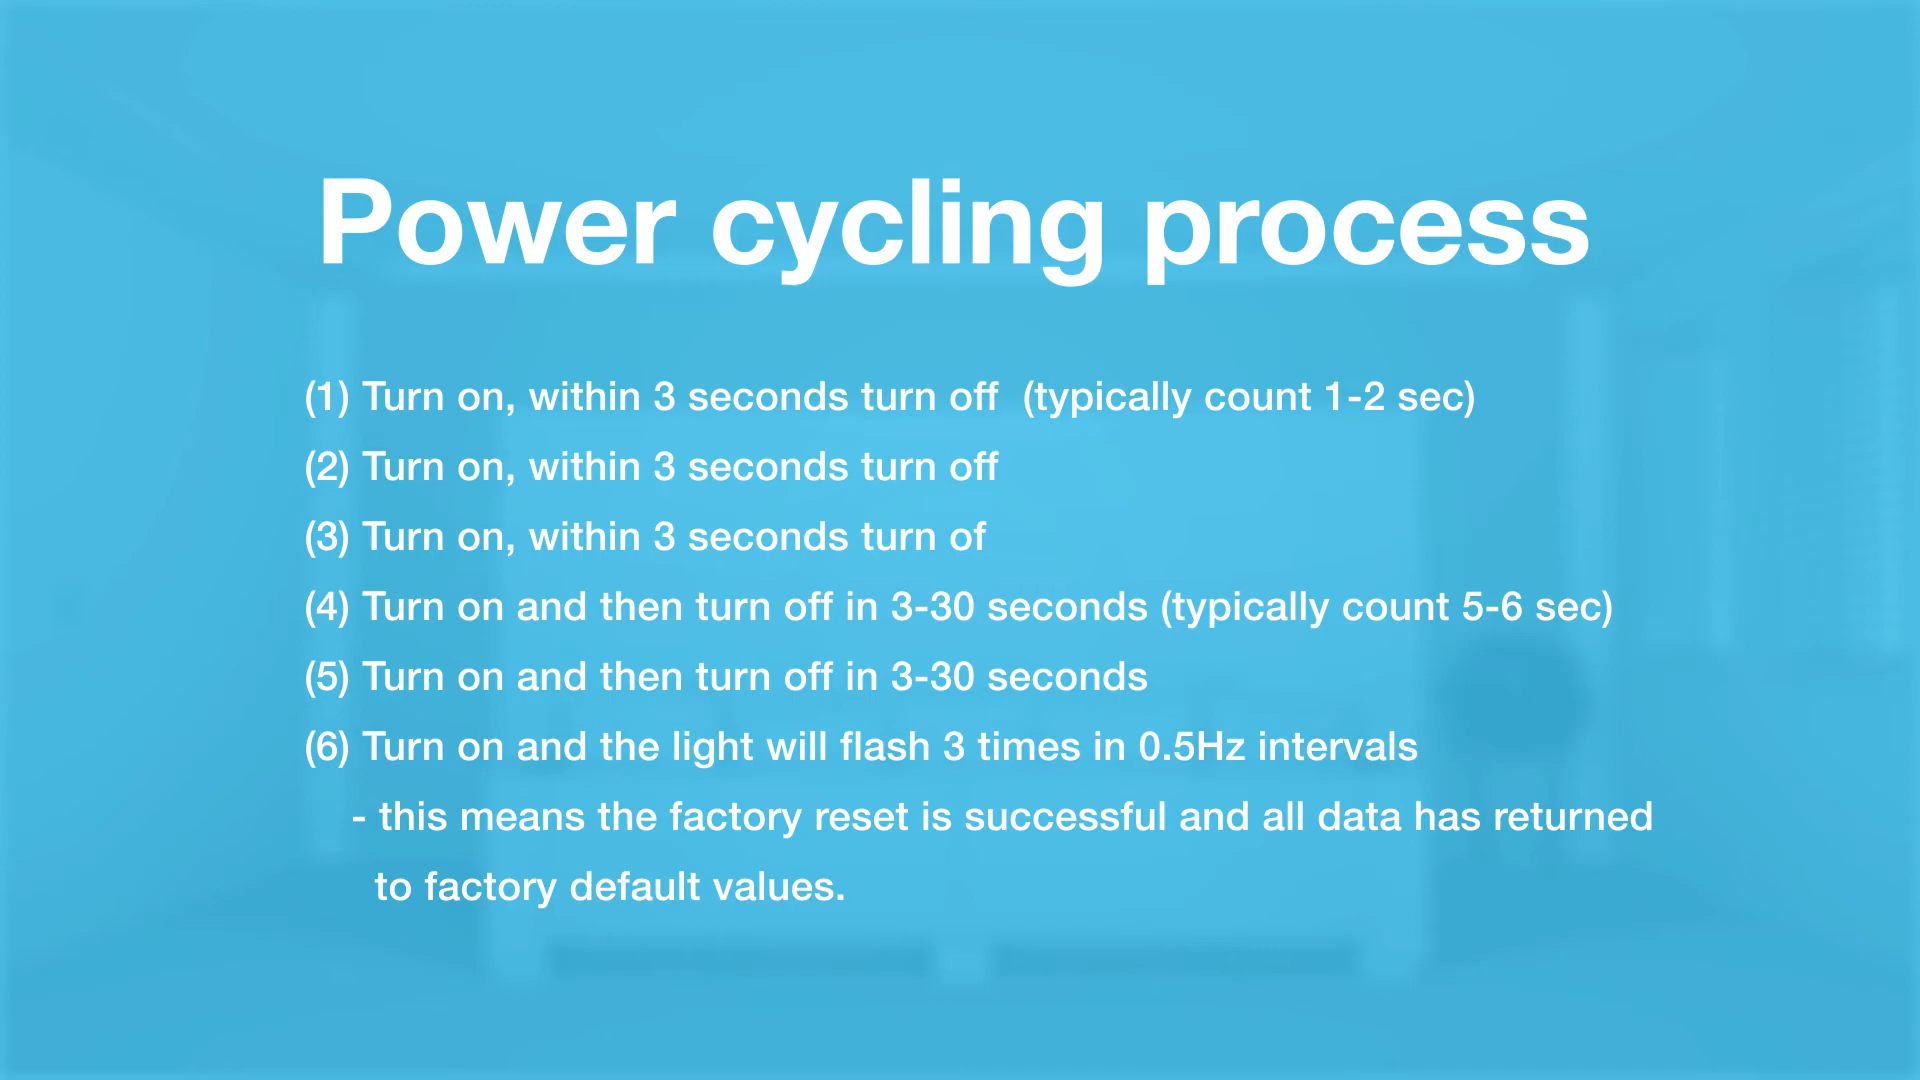 Power cycling process
(1) Turn on, within 3 seconds turn off  (typically count 1-2 sec)
(2) Turn on, within 3 seconds turn off
(3) Turn on, within 3 seconds turn of
(4) Turn on and then turn off in 3-30 seconds (typically count 5-6 sec)
(5) Turn on and then turn off in 3-30 seconds
(6) Turn on and the light will flash 3 times in 0.5Hz intervals
- this means the factory reset is successful and all data has returned
to factory default values.